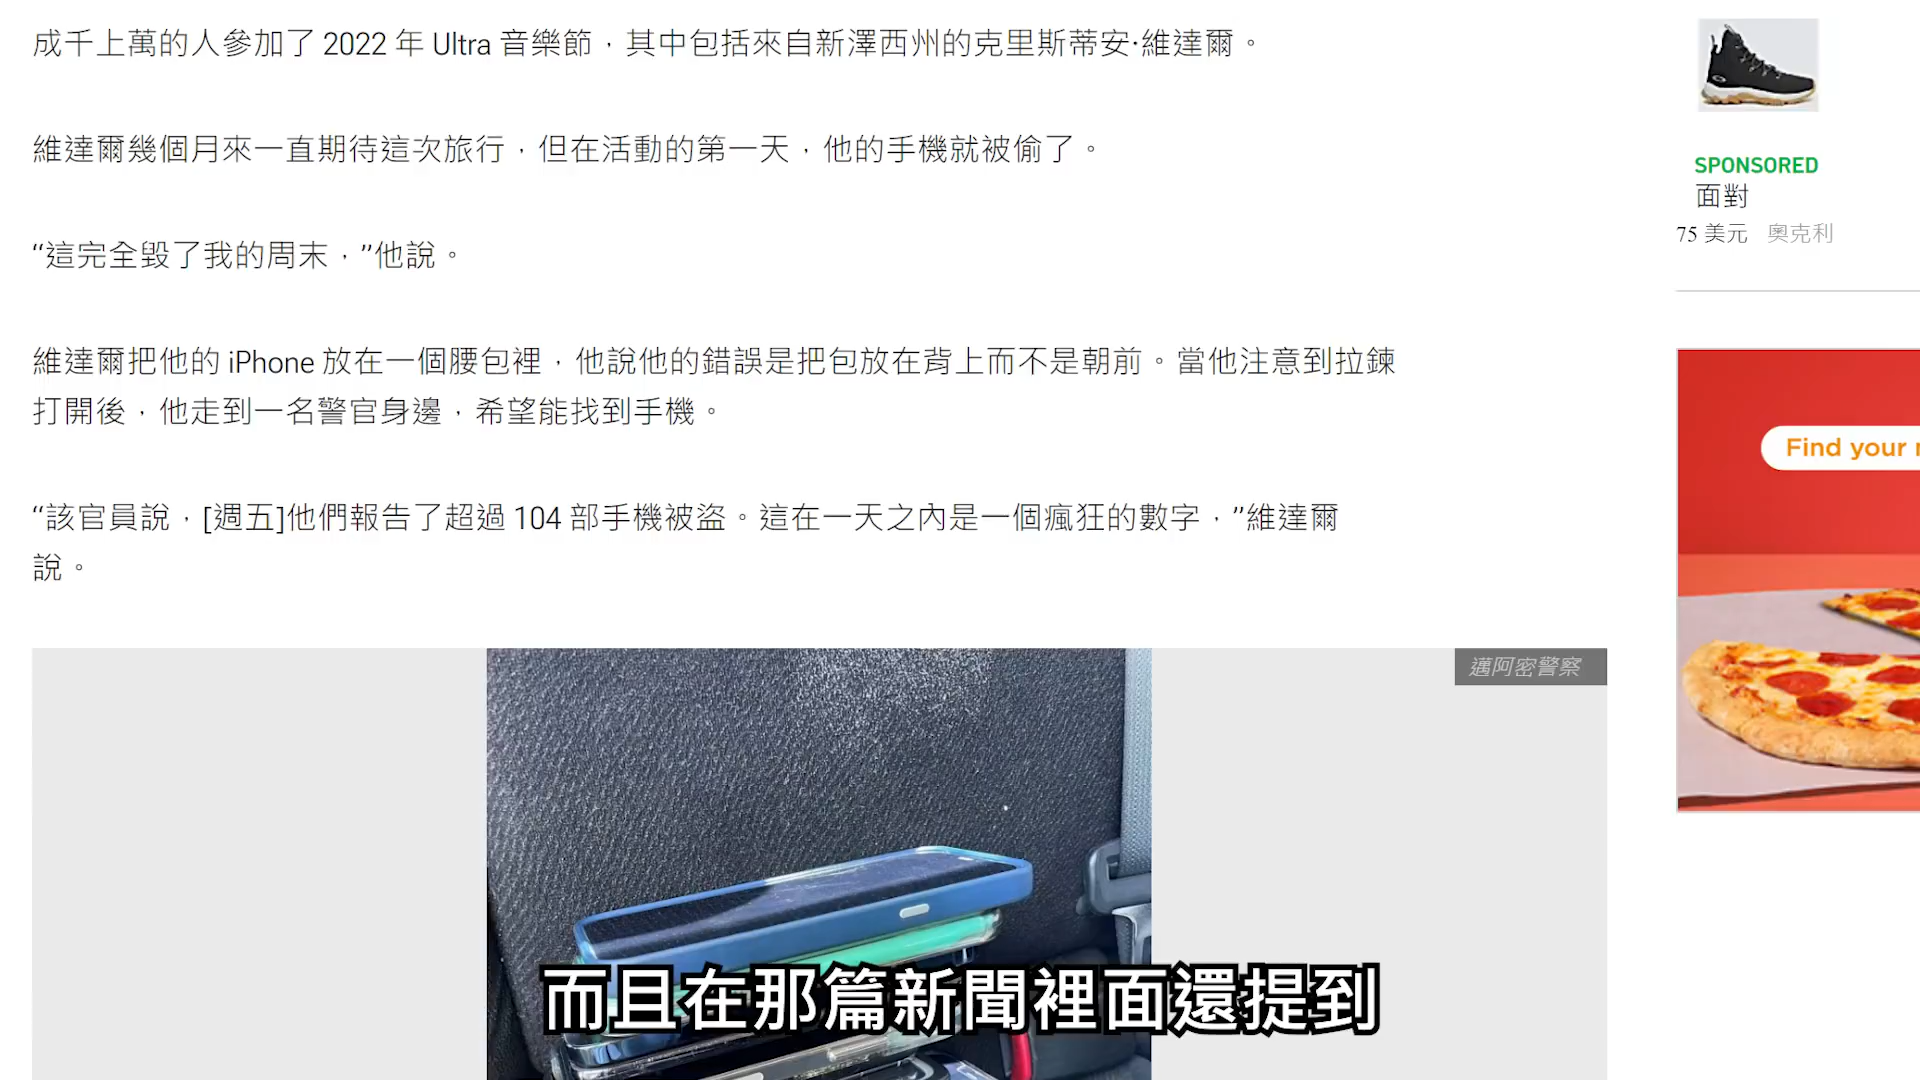 成千上萬的人參加了 2022 年 Ultra 音樂節，其中包括來自新澤西州的克里斯蒂安·維達爾。
維達爾幾個月來一直期待這次旅行，但在活動的第一天，他的手機就被偷了。
“這完全毀了我的周末，”他說。
維達爾把他的 iPhone 放在一個腰包裡，他說他的錯誤是把包放在背上而不是朝前。當他注意到拉鍊
打開後，他走到一名警官身邊，希望能找到手機。
“該官員說，[週五]他們報告了超過 104 部手機被盜。這在一天之內是一個瘋狂的數字，”維達爾
說。
SPONSORED
面對
75 美元 奧克利
Find your
邁阿密警察
而且在那篇新聞裡面還提到